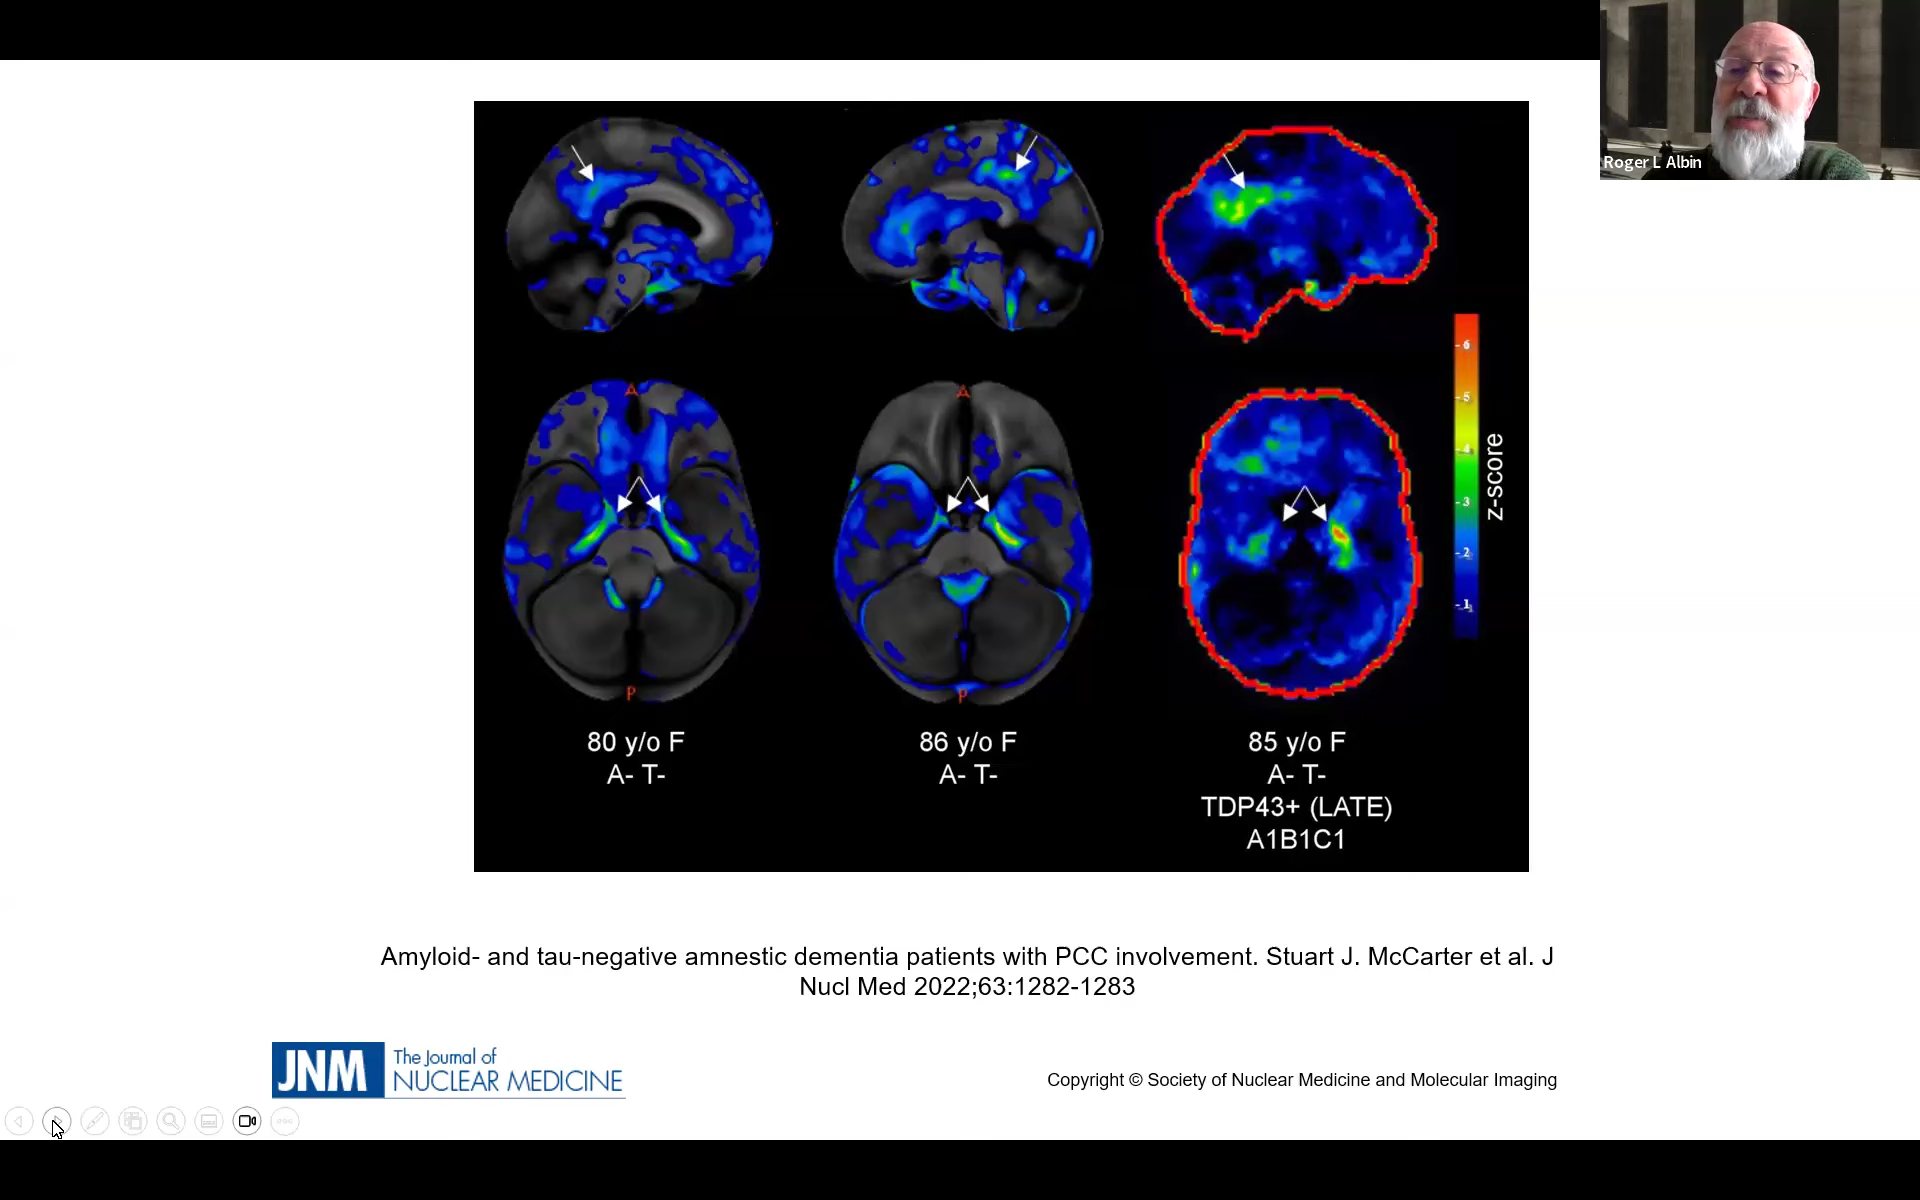 Roger L Albin
A
A
6
5
4
3
2
1
z-score
P
P
80 y/o F
A- T-
86 y/o F
A- T-
85 y/o F
A- T-
TDP43+ (LATE)
A1B1C1
Amyloid- and tau-negative amnestic dementia patients with PCC involvement. Stuart J. McCarter et al. J
Nucl Med 2022;63:1282-1283
JNM The Journal of
NUCLEAR MEDICINE
Copyright © Society of Nuclear Medicine and Molecular Imaging